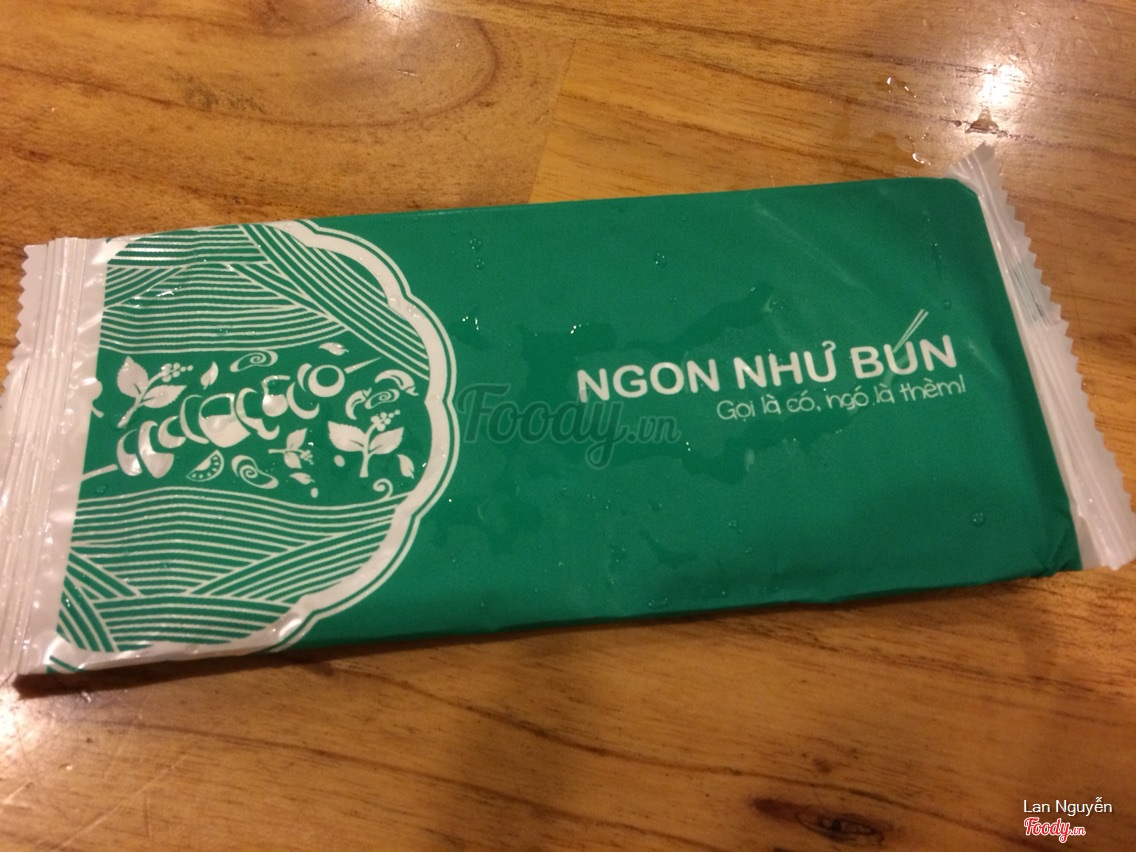 NGON NHƯ BÚN
Gọi là có, ngó là thèm!
Foody.vn
Lan Nguyễn
Foody.vn